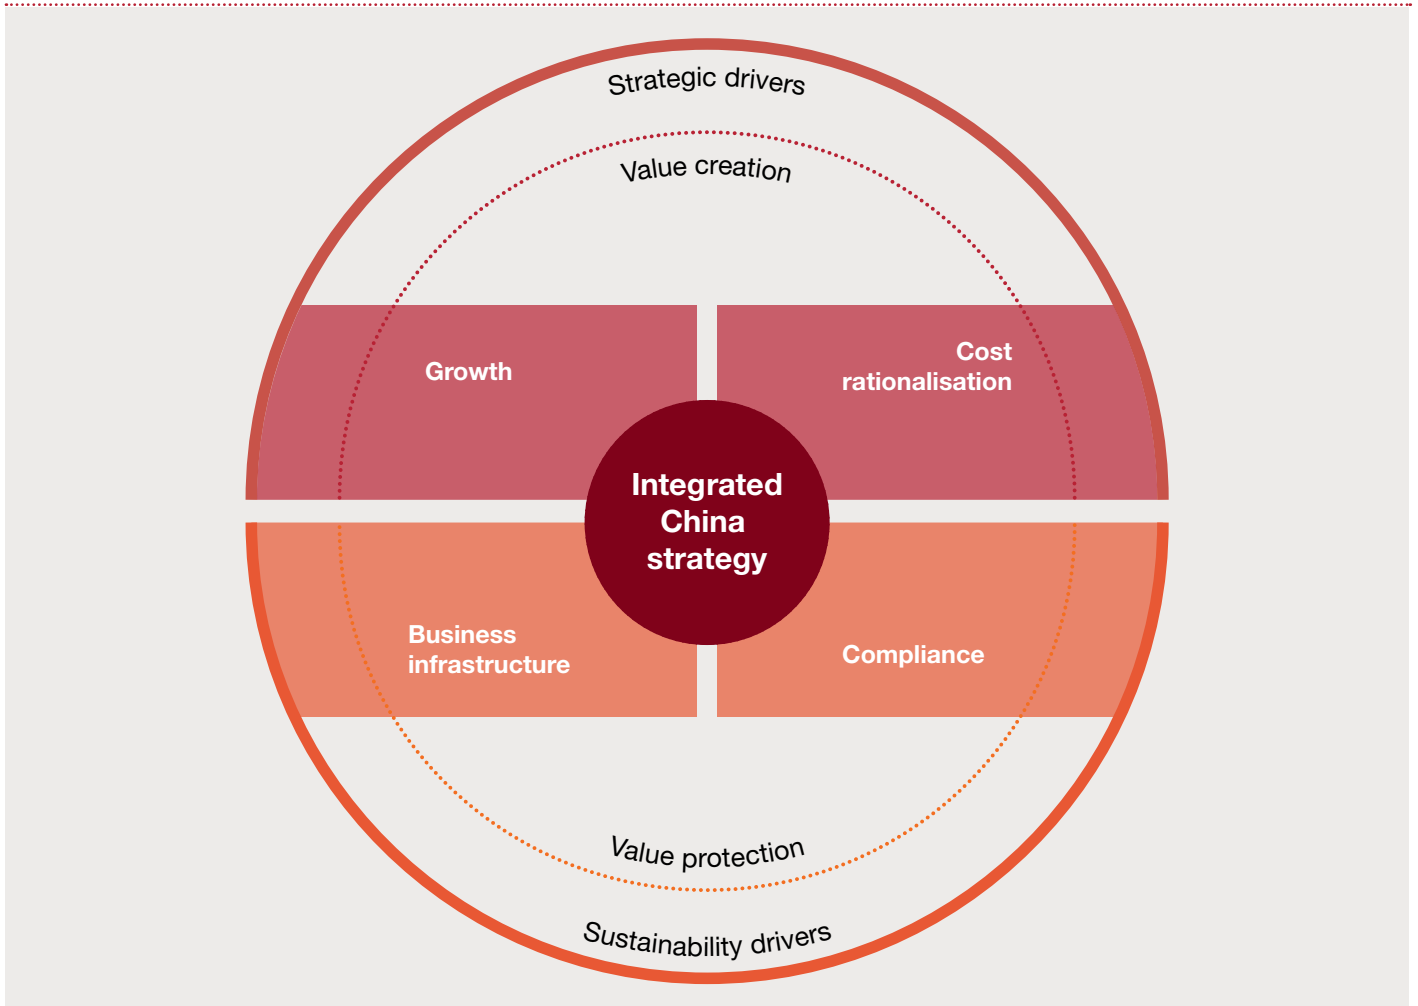 Strategic drivers
Value creation
Growth
Cost
rationalisation
Integrated
China
strategy
Business
infrastructure
Compliance
Value protection
Sustainability drivers